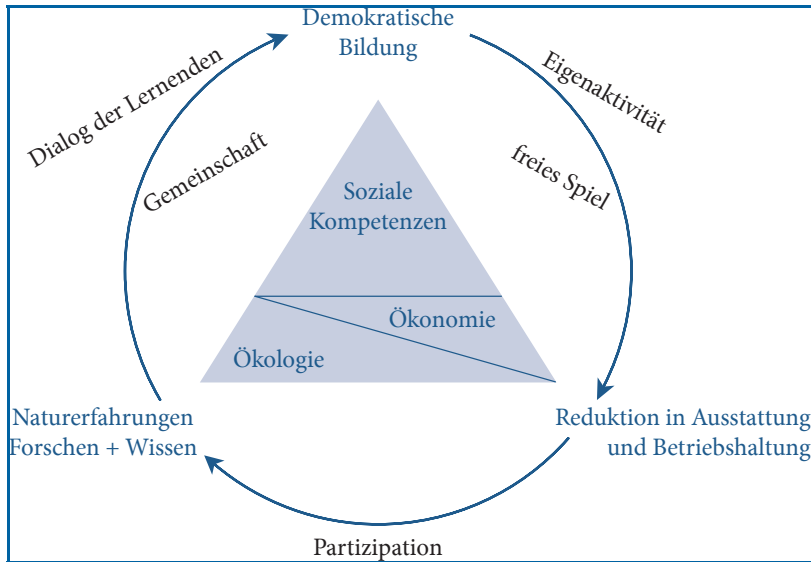 Demokratische
Bildung
Dialog der Lernenden
Gemeinschaft
Eigenaktivität
freies Spiel
Soziale
Kompetenzen
Ökonomie
Ökologie
Naturerfahrungen
Forschen + Wissen
Reduktion in Ausstattung
und Betriebshaltung
Partizipation